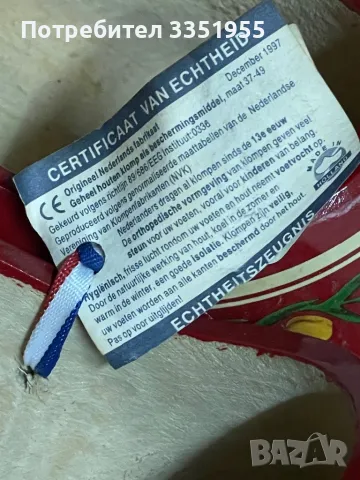 Потребител 3351955
CERTIFICAAT VAN ECHTHEID
December 1997
CE Origineel Nederlands fabrikaat
Geheel houten klomp als beschermingsmiddel, maat 37-49
Gekeurd volgens richtlijn 89/686/EEG Instituut:0336
Geproduceerd volgens genormaliseerde maattabellen van de Nederlandse
Vereniging van Klompenfabrikanten (NVK)
Nederlanders dragen al klompen sinds de 13e eeuw
De orthopedische vormgeving van klompen geven veel
steun voor uw voeten, vooral voor kinderen van belang.
Hygiënisch, frisse lucht rondom uw voeten en hout neemt voetvocht op
Door de natuurlijke werking van hout, koel in de zomer en
warm in de winter, een goede isolatie. Klompen zijn veilig,
uw voeten worden aan alle kanten beschermd door het hout.
Pas op voor uitglijden!
ECHTHEITSZEUGNIS
BAZAR